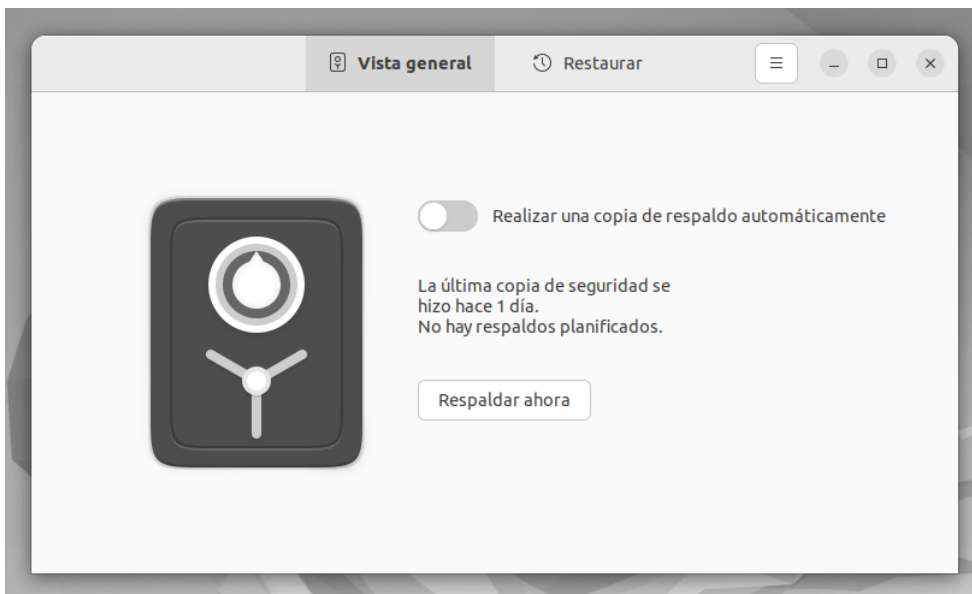 Vista general
Restaurar
Realizar una copia de respaldo automáticamente
La última copia de seguridad se
hizo hace 1 día.
No hay respaldos planificados.
Respaldar ahora